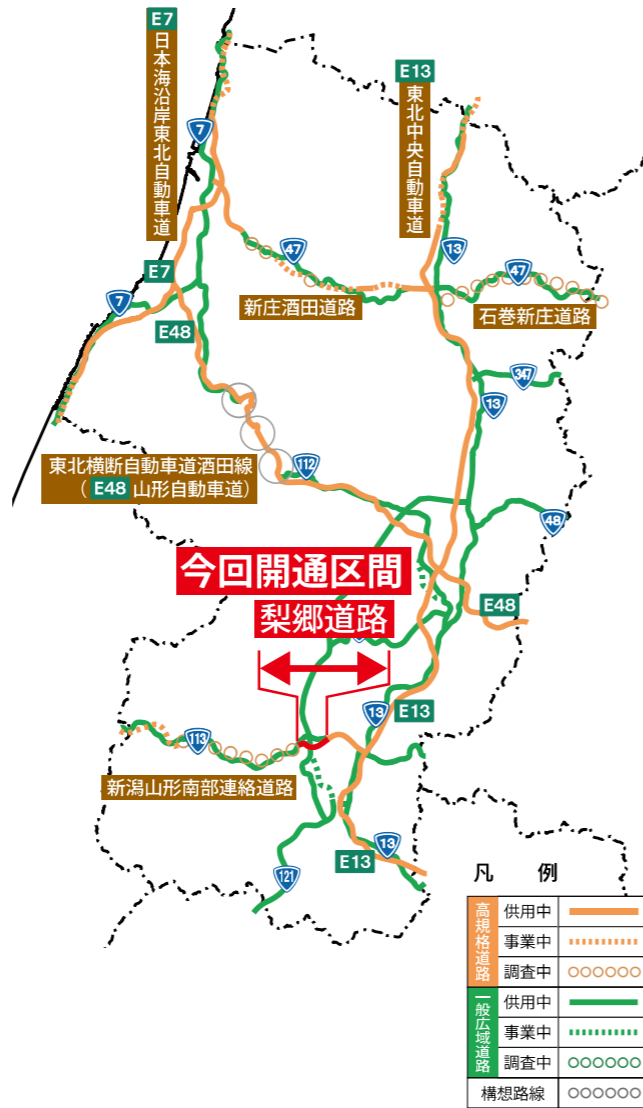 E7
日本海沿岸東北自動車道
E13
東北中央自動車道
7
47
13
47
E7
7
新庄酒田道路
石巻新庄道路
E48
347
13
東北横断自動車道酒田線
（E48山形自動車道）
112
48
今回開通区間
梨郷道路
E48
13
E13
113
新潟山形南部連絡道路
13
E13
121
凡 例
高規格道路
供用中
事業中
調査中
一般広域道路
供用中
事業中
調査中
構想路線